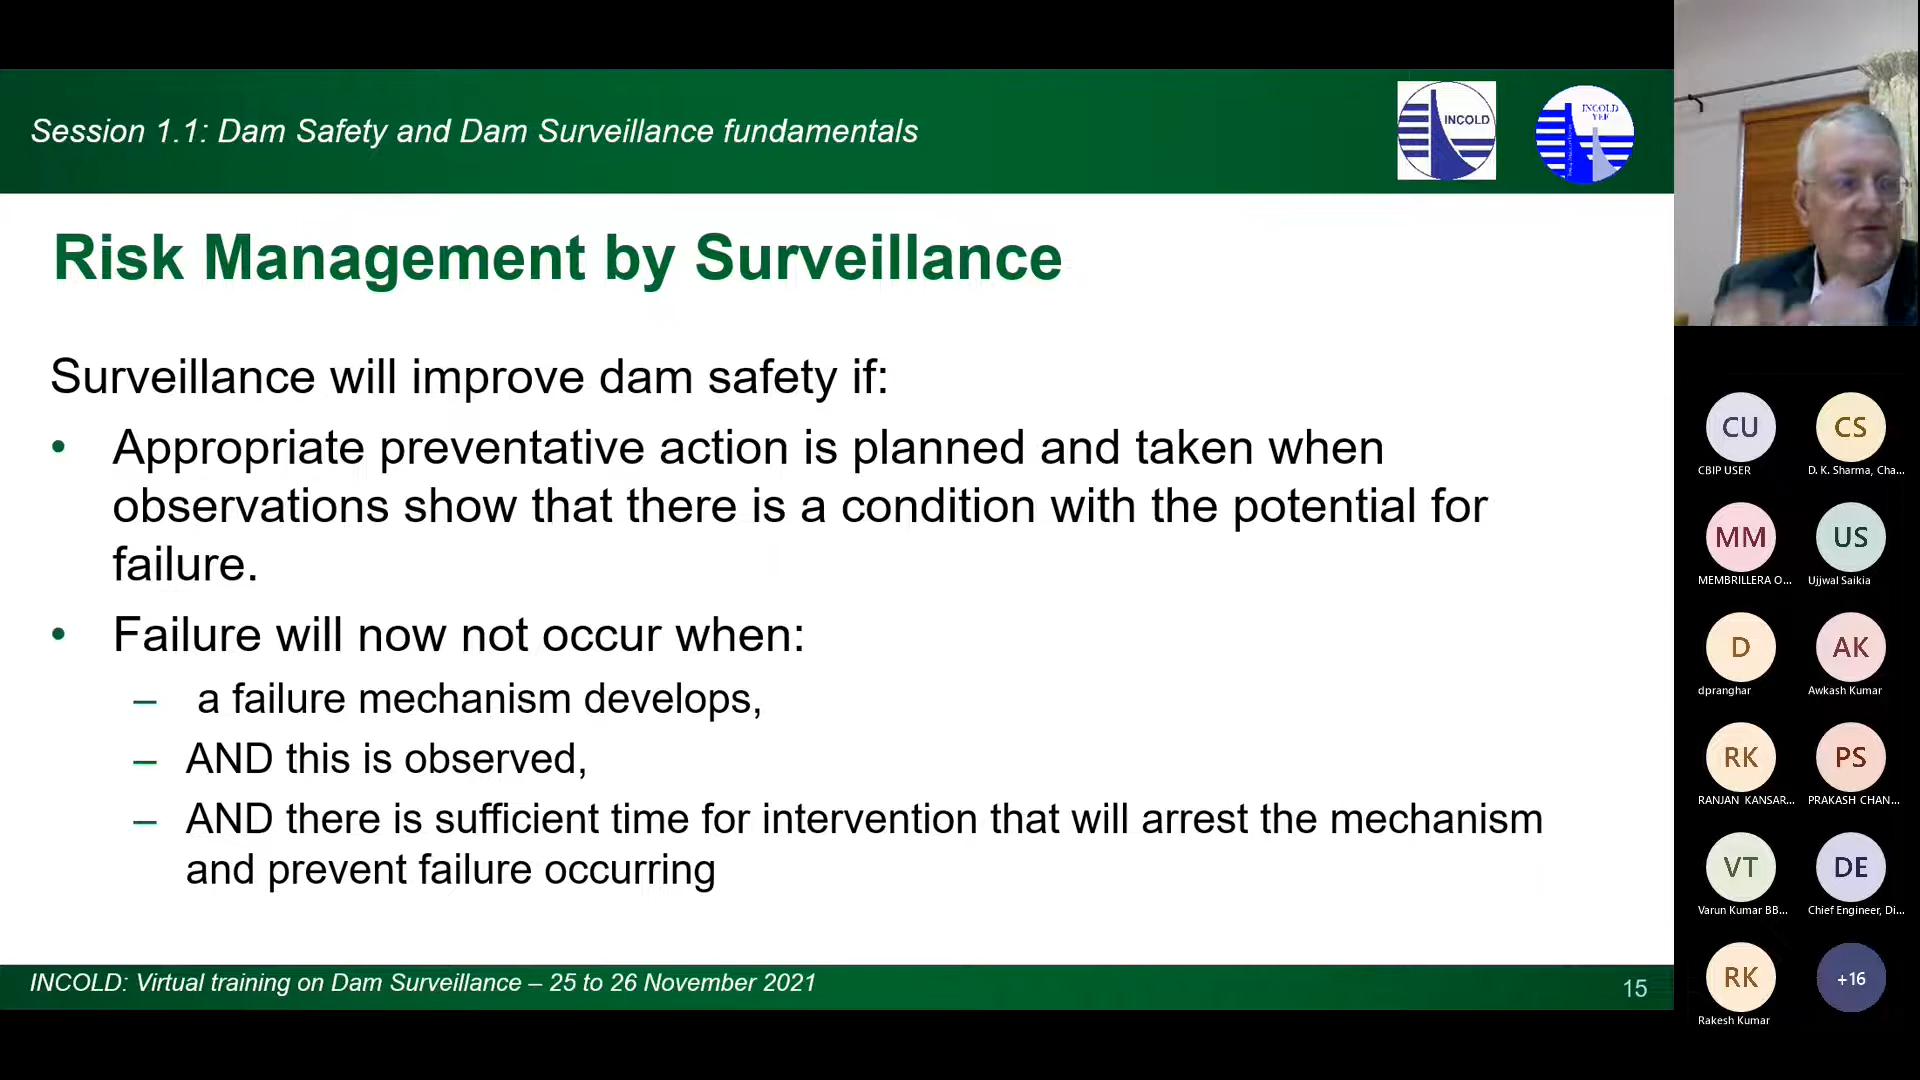 Session 1.1: Dam Safety and Dam Surveillance fundamentals
INCOLD
INCOLD
YEF
Risk Management by Surveillance
Surveillance will improve dam safety if:
• Appropriate preventative action is planned and taken when
observations show that there is a condition with the potential for
failure.
• Failure will now not occur when:
– a failure mechanism develops,
– AND this is observed,
– AND there is sufficient time for intervention that will arrest the mechanism
and prevent failure occurring
INCOLD: Virtual training on Dam Surveillance – 25 to 26 November 2021
15
CU
CBIP USER
CS
D. K. Sharma, Cha...
MM
MEMBRILLERA O...
US
Ujjwal Saikia
D
dpranghar
AK
Awkash Kumar
RK
RANJAN KANSAR...
PS
PRAKASH CHAN...
VT
Varun Kumar BB...
DE
Chief Engineer, Di...
RK
Rakesh Kumar
+16